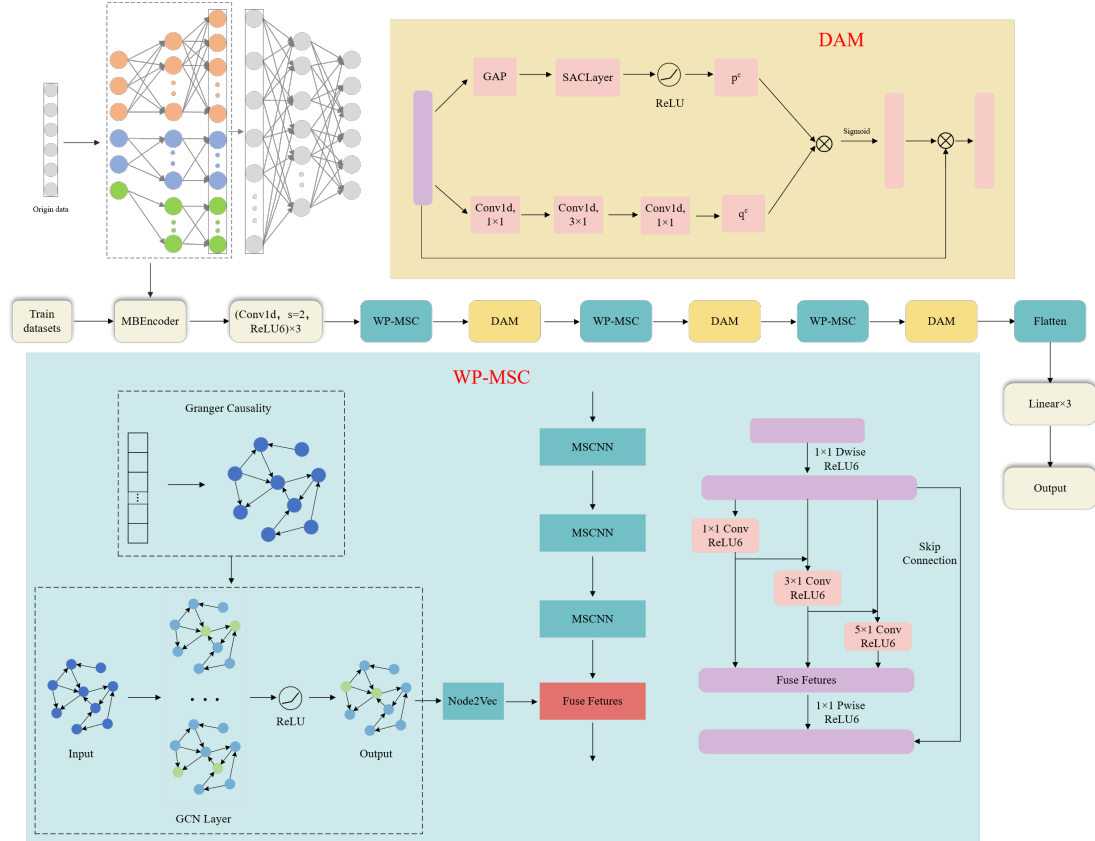 DAM
GAP
SACLayer
ReLU
p^c
Sigmoid
Conv1d,
1×1
Conv1d,
3×1
Conv1d,
1×1
q^c
Origin data
Train
datasets
MBEncoder
(Conv1d, s=2,
ReLU6)×3
WP-MSC
DAM
WP-MSC
DAM
WP-MSC
DAM
Flatten
Linear×3
Output
WP-MSC
Granger Causality
MSCNN
MSCNN
MSCNN
Fuse Fetures
1×1 Dwise
ReLU6
1×1 Conv
ReLU6
3×1 Conv
ReLU6
5×1 Conv
ReLU6
Skip
Connection
Fuse Fetures
1×1 Pwise
ReLU6
Input
ReLU
Output
Node2Vec
GCN Layer